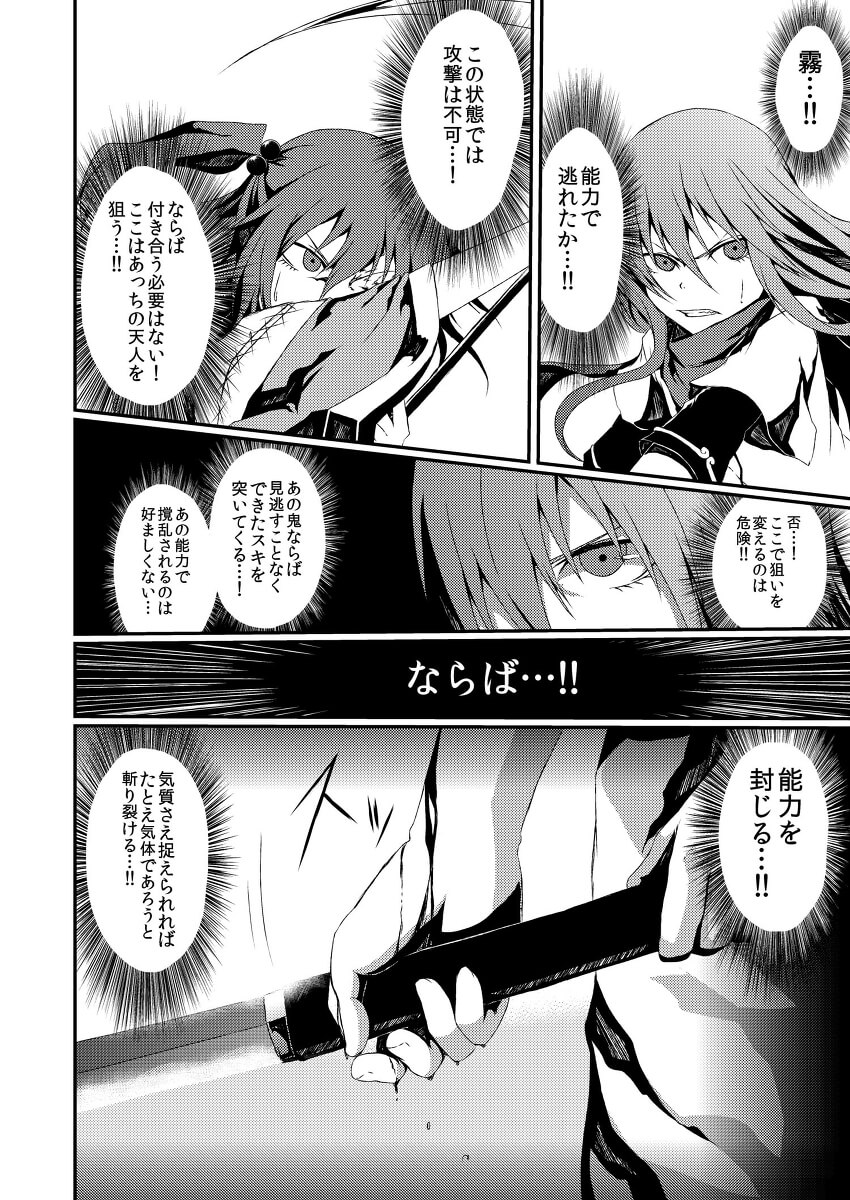 霧…!!
能力で
逃れたか…!!
この状態では
攻撃は不可…!
ならば
付き合う必要はない!
ここはあっちの天人を
狙う…!!
否…!
ここで狙いを
変えるのは
危険!!
あの鬼ならば
見逃すことなく
できたスキを
突いてくる…!
あの能力で
撹乱されるのは
好ましくない…
ならば…!!
能力を
封じる…!!
気質さえ捉えられれば
たとえ気体であろうと
斬り裂ける…!!